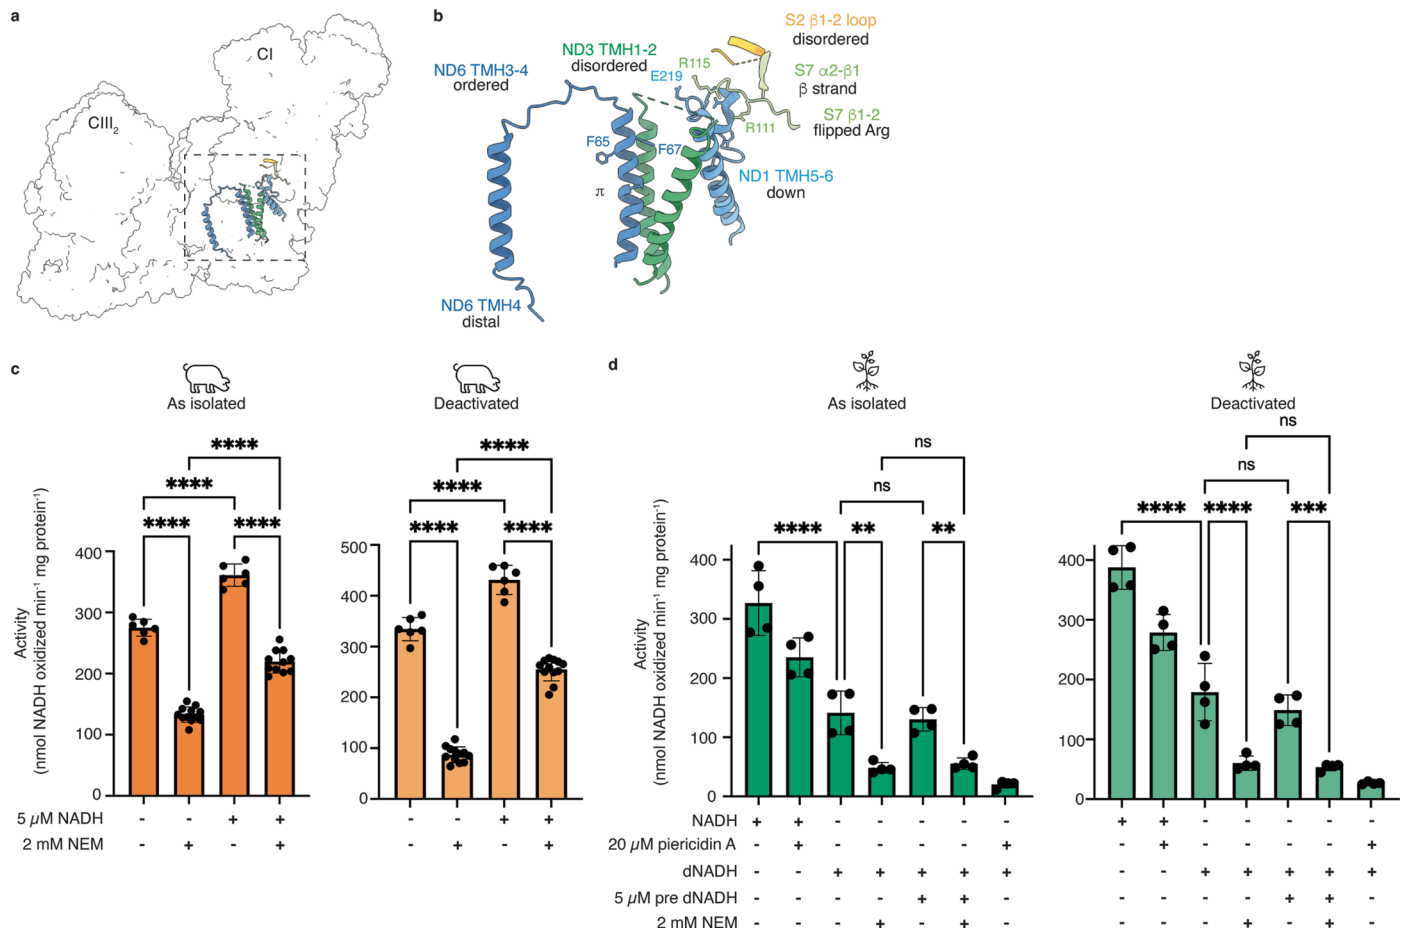 a
CI
CIII2
b
S2 β1-2 loop
disordered
ND3 TMH1-2
disordered
R115
ND6 TMH3-4
ordered
E219
S7 α2-β1
β strand
S7 β1-2
flipped Arg
R111
F65
F67
ND1 TMH5-6
down
π
ND6 TMH4
distal
c
As isolated
Deactivated
**** **** **** ****
**** **** **** ****
Activity
(nmol NADH oxidized min⁻¹ mg protein⁻¹)
400
300
200
100
0
500
400
300
200
100
0
5 µM NADH - - + + - - + +
2 mM NEM - + - + - + - +
d
As isolated
Deactivated
ns
ns
**** ** **
ns
ns
**** **** ***
Activity
(nmol NADH oxidized min⁻¹ mg protein⁻¹)
400
300
200
100
0
400
300
200
100
0
NADH + + - - - - - + + - - - - -
20 µM piericidin A - + - - - - + - + - - - - +
dNADH - - + + + + + - - + + + + +
5 µM pre dNADH - - - - + + - - - - - + + -
2 mM NEM - - - + - + - - - - + - + -